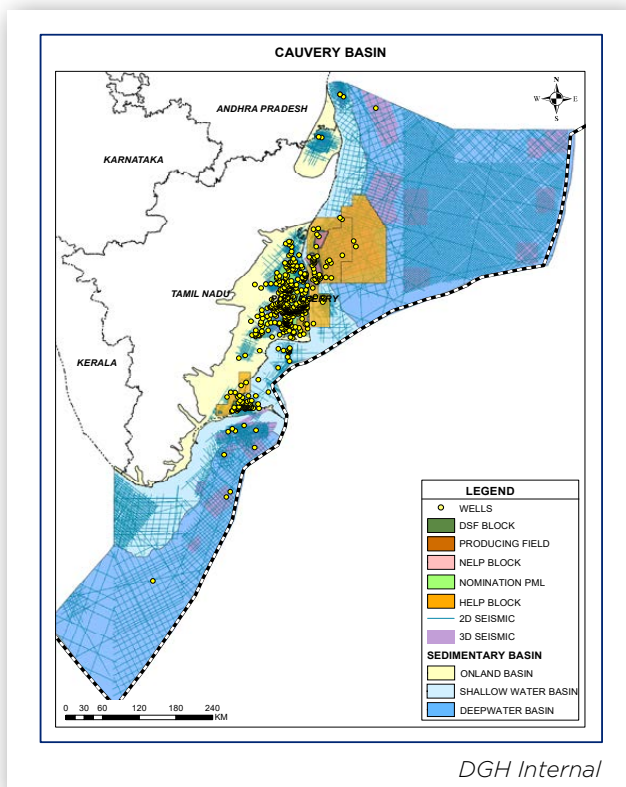 CAUVERY BASIN
N
W E
S
ANDHRA PRADESH
KARNATAKA
TAMIL NADU
KERALA
LEGEND
WELLS
DSF BLOCK
PRODUCING FIELD
NELP BLOCK
NOMINATION PML
HELP BLOCK
2D SEISMIC
3D SEISMIC
SEDIMENTARY BASIN
ONLAND BASIN
SHALLOW WATER BASIN
DEEPWATER BASIN
0 30 60 120 180 240
KM
DGH Internal